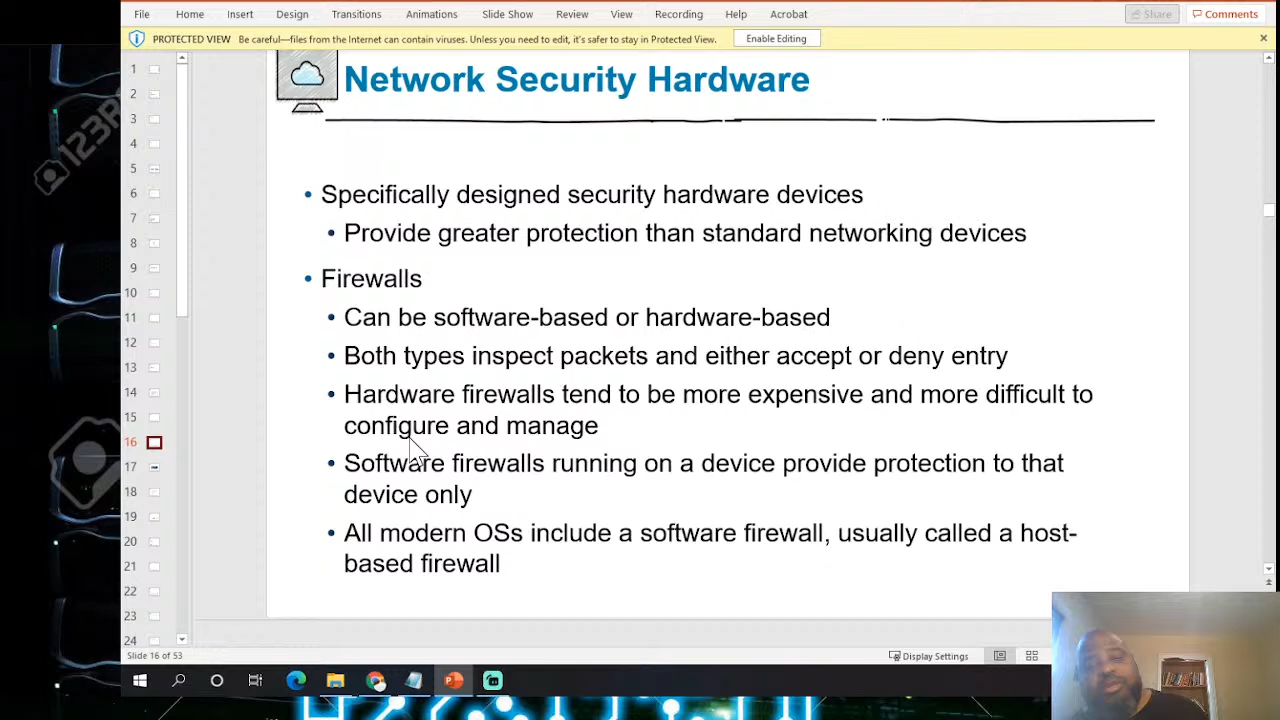 File Home Insert Design Transitions Animations Slide Show Review View Recording Help Acrobat Share Comments
PROTECTED VIEW Be careful—files from the Internet can contain viruses. Unless you need to edit, it's safer to stay in Protected View. Enable Editing
1
2
3
4
5
6
7
8
9
10
11
12
13
14
15
16
17
18
19
20
21
22
23
24
Network Security Hardware
• Specifically designed security hardware devices
• Provide greater protection than standard networking devices
• Firewalls
• Can be software-based or hardware-based
• Both types inspect packets and either accept or deny entry
• Hardware firewalls tend to be more expensive and more difficult to
configure and manage
• Software firewalls running on a device provide protection to that
device only
• All modern OSs include a software firewall, usually called a host-
based firewall
Slide 16 of 53 Display Settings